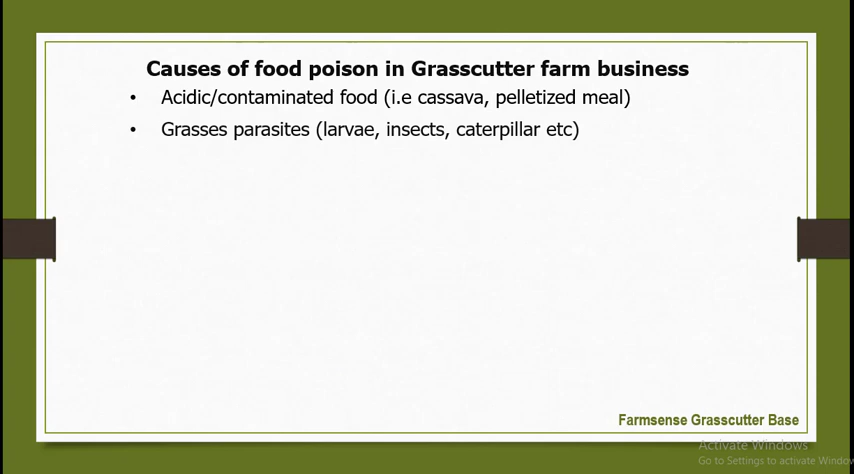 Causes of food poison in Grasscutter farm business
• Acidic/contaminated food (i.e cassava, pelletized meal)
• Grasses parasites (larvae, insects, caterpillar etc)
Farmsense Grasscutter Base
Activate Windows
Go to Settings to activate Window